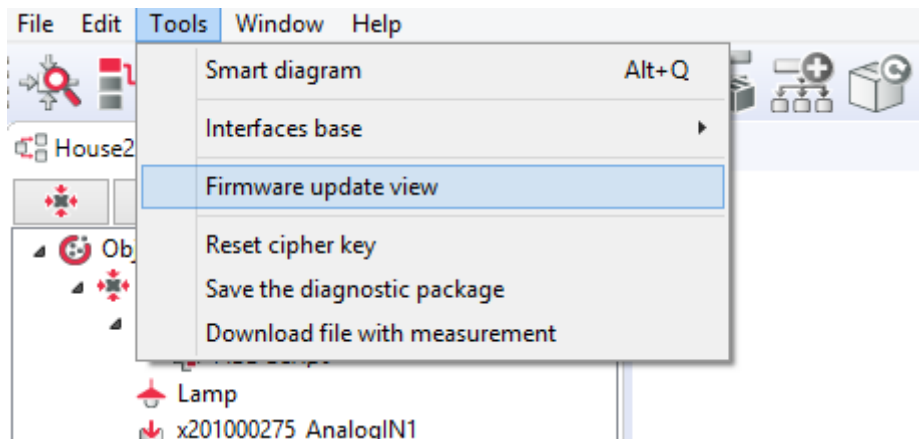 File Edit Tools Window Help
Smart diagram Alt+Q
Interfaces base
House2
Firmware update view
Reset cipher key
Save the diagnostic package
Download file with measurement
Lamp
x201000275_AnalogIN1